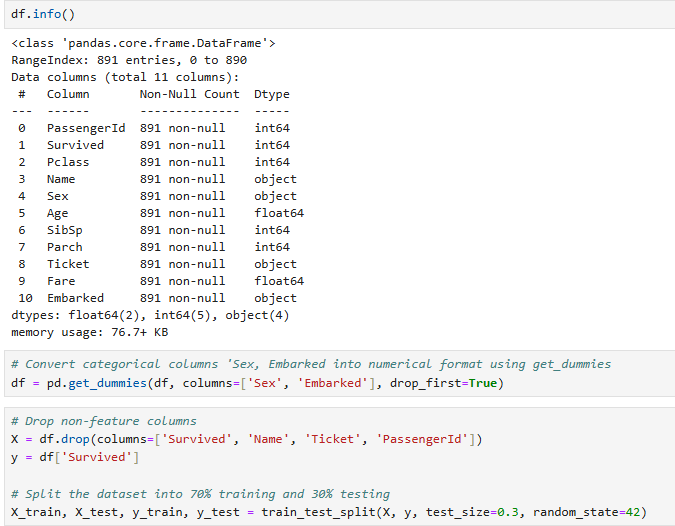 df.info()
<class 'pandas.core.frame.DataFrame'>
RangeIndex: 891 entries, 0 to 890
Data columns (total 11 columns):
 #   Column       Non-Null Count  Dtype
---  ------       --------------  -----
 0   PassengerId  891 non-null    int64
 1   Survived     891 non-null    int64
 2   Pclass       891 non-null    int64
 3   Name         891 non-null    object
 4   Sex          891 non-null    object
 5   Age          891 non-null    float64
 6   SibSp        891 non-null    int64
 7   Parch        891 non-null    int64
 8   Ticket       891 non-null    object
 9   Fare         891 non-null    float64
 10  Embarked     891 non-null    object
dtypes: float64(2), int64(5), object(4)
memory usage: 76.7+ KB
# Convert categorical columns 'Sex, Embarked into numerical format using get_dummies
df = pd.get_dummies(df, columns=['Sex', 'Embarked'], drop_first=True)
# Drop non-feature columns
X = df.drop(columns=['Survived', 'Name', 'Ticket', 'PassengerId'])
y = df['Survived']
# Split the dataset into 70% training and 30% testing
X_train, X_test, y_train, y_test = train_test_split(X, y, test_size=0.3, random_state=42)